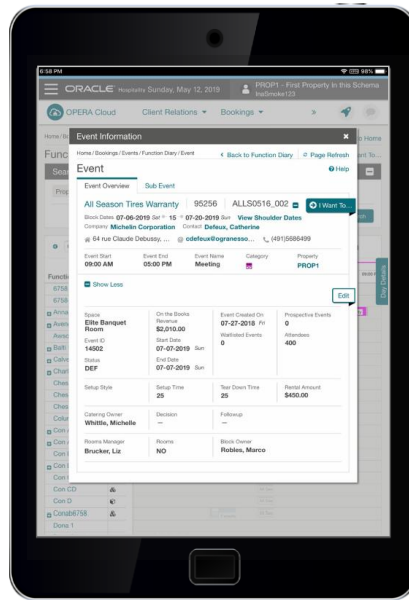 6:58 PM 98%
ORACLE Hospitality Sunday, May 12, 2019 PROP1 - First Property In this Schema
OPERA Cloud Client Relations Bookings »
Event Information ×
Home / Bookings / Events / Function Diary / Event Back to Function Diary Page Refresh
Event Help
Event Overview Sub Event
All Season Tires Warranty 95256 ALLS0516_002 I Want To...
Block Dates 07-06-2019 Sat 15 07-20-2019 Sun View Shoulder Dates
Company Michelin Corporation Contact Defeux, Catherine
64 rue Claude Debussy, ... cdefeux@ogranesso... (491)5686499
Event Start Event End Event Name Category Property
09:00 AM 05:00 PM Meeting PROP1
Show Less
Edit
Space On the Books Revenue Event Created On Prospective Events
Elite Banquet Room $2,010.00 07-27-2018 Fri 0
Event ID Start Date Waitlisted Events Attendees
14502 07-07-2019 Sun 0 400
Status End Date
DEF 07-07-2019 Sun
Setup Style Setup Time Tear Down Time Rental Amount
25 25 $450.00
Catering Owner Decision Followup
Whittle, Michelle — —
Rooms Manager Rooms Block Owner
Brucker, Liz NO Robles, Marco
Day Details
Con CD
Con D
Conab6758
Dona 1